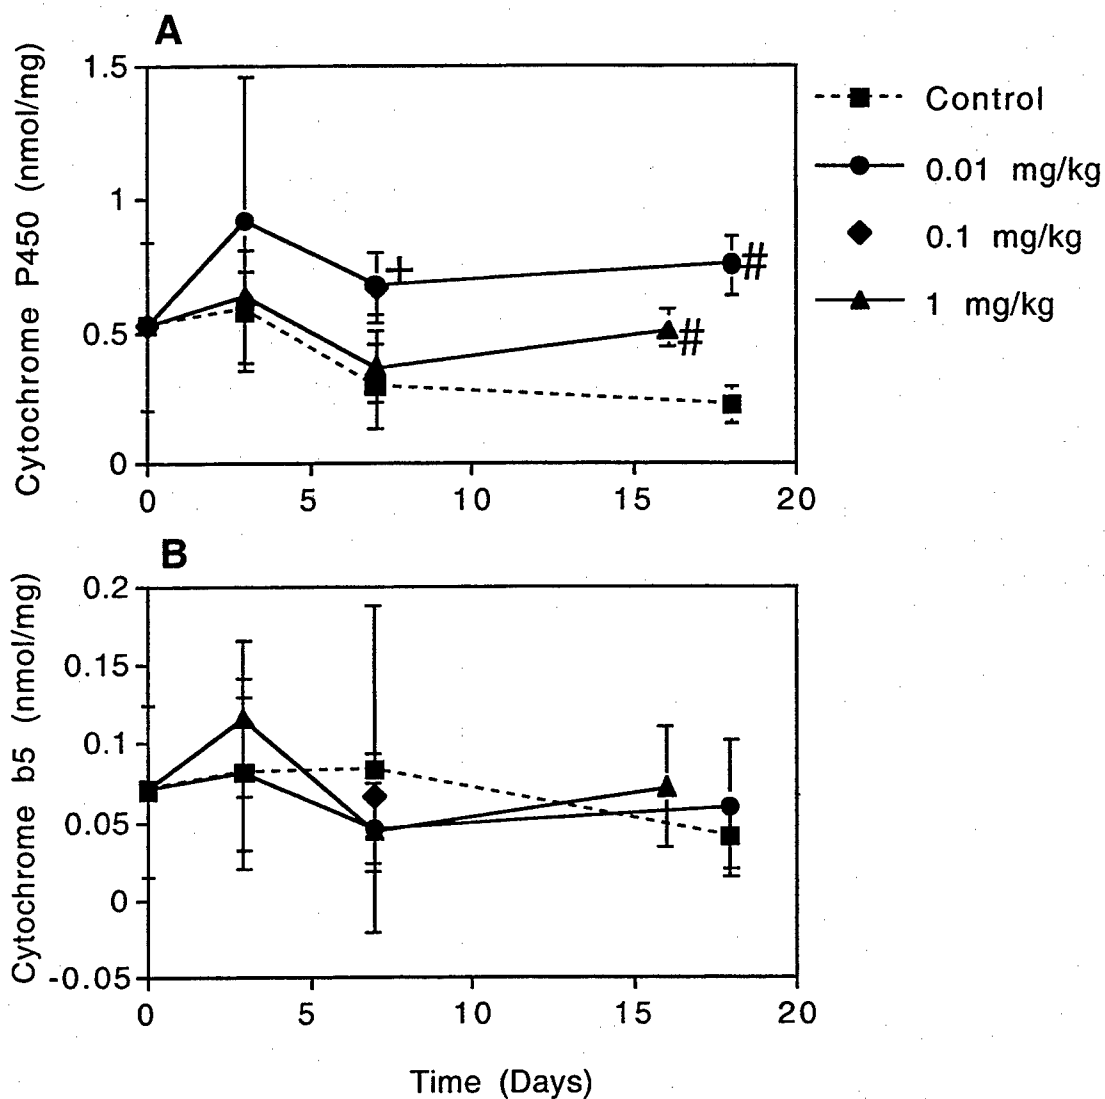 A
Cytochrome P450 (nmol/mg)
1.5
1
0.5
0
0 5 10 15 20
+
#
#
Control
0.01 mg/kg
0.1 mg/kg
1 mg/kg
B
Cytochrome b5 (nmol/mg)
0.2
0.15
0.1
0.05
0
-0.05
0 5 10 15 20
Time (Days)